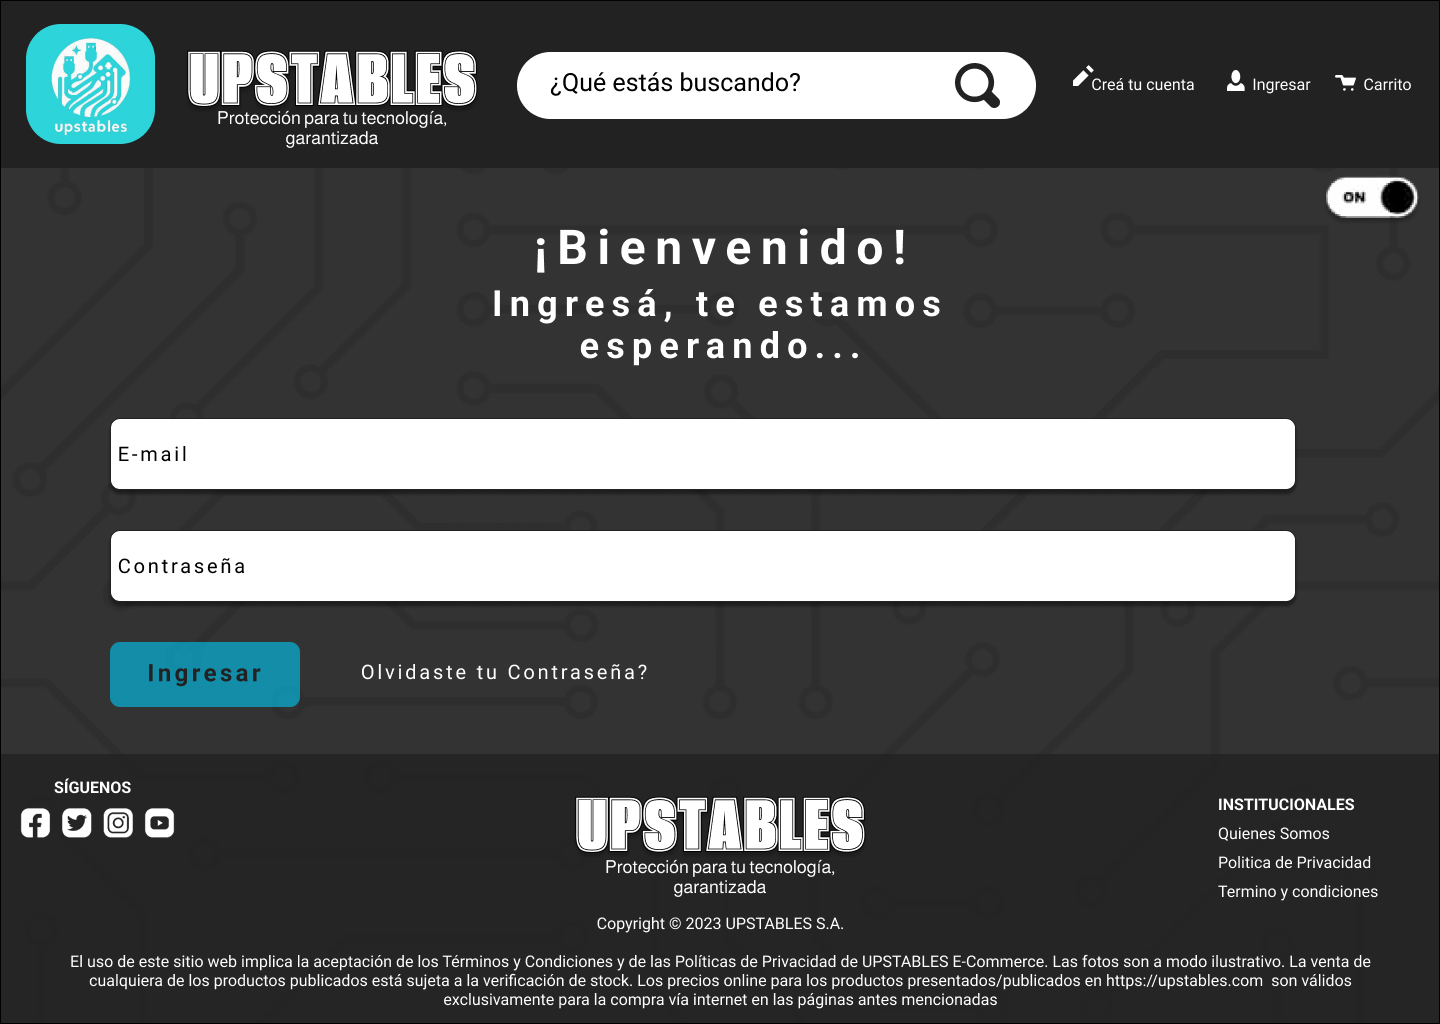 upstables
UPSTABLES
Protección para tu tecnología,
garantizada
¿Qué estás buscando?
Creá tu cuenta
Ingresar
Carrito
ON
¡Bienvenido!
Ingresá, te estamos
esperando...
E-mail
Contraseña
Ingresar
Olvidaste tu Contraseña?
SÍGUENOS
UPSTABLES
Protección para tu tecnología,
garantizada
INSTITUCIONALES
Quienes Somos
Politica de Privacidad
Termino y condiciones
Copyright © 2023 UPSTABLES S.A.
El uso de este sitio web implica la aceptación de los Términos y Condiciones y de las Políticas de Privacidad de UPSTABLES E-Commerce. Las fotos son a modo ilustrativo. La venta de
cualquiera de los productos publicados está sujeta a la verificación de stock. Los precios online para los productos presentados/publicados en https://upstables.com son válidos
exclusivamente para la compra vía internet en las páginas antes mencionadas